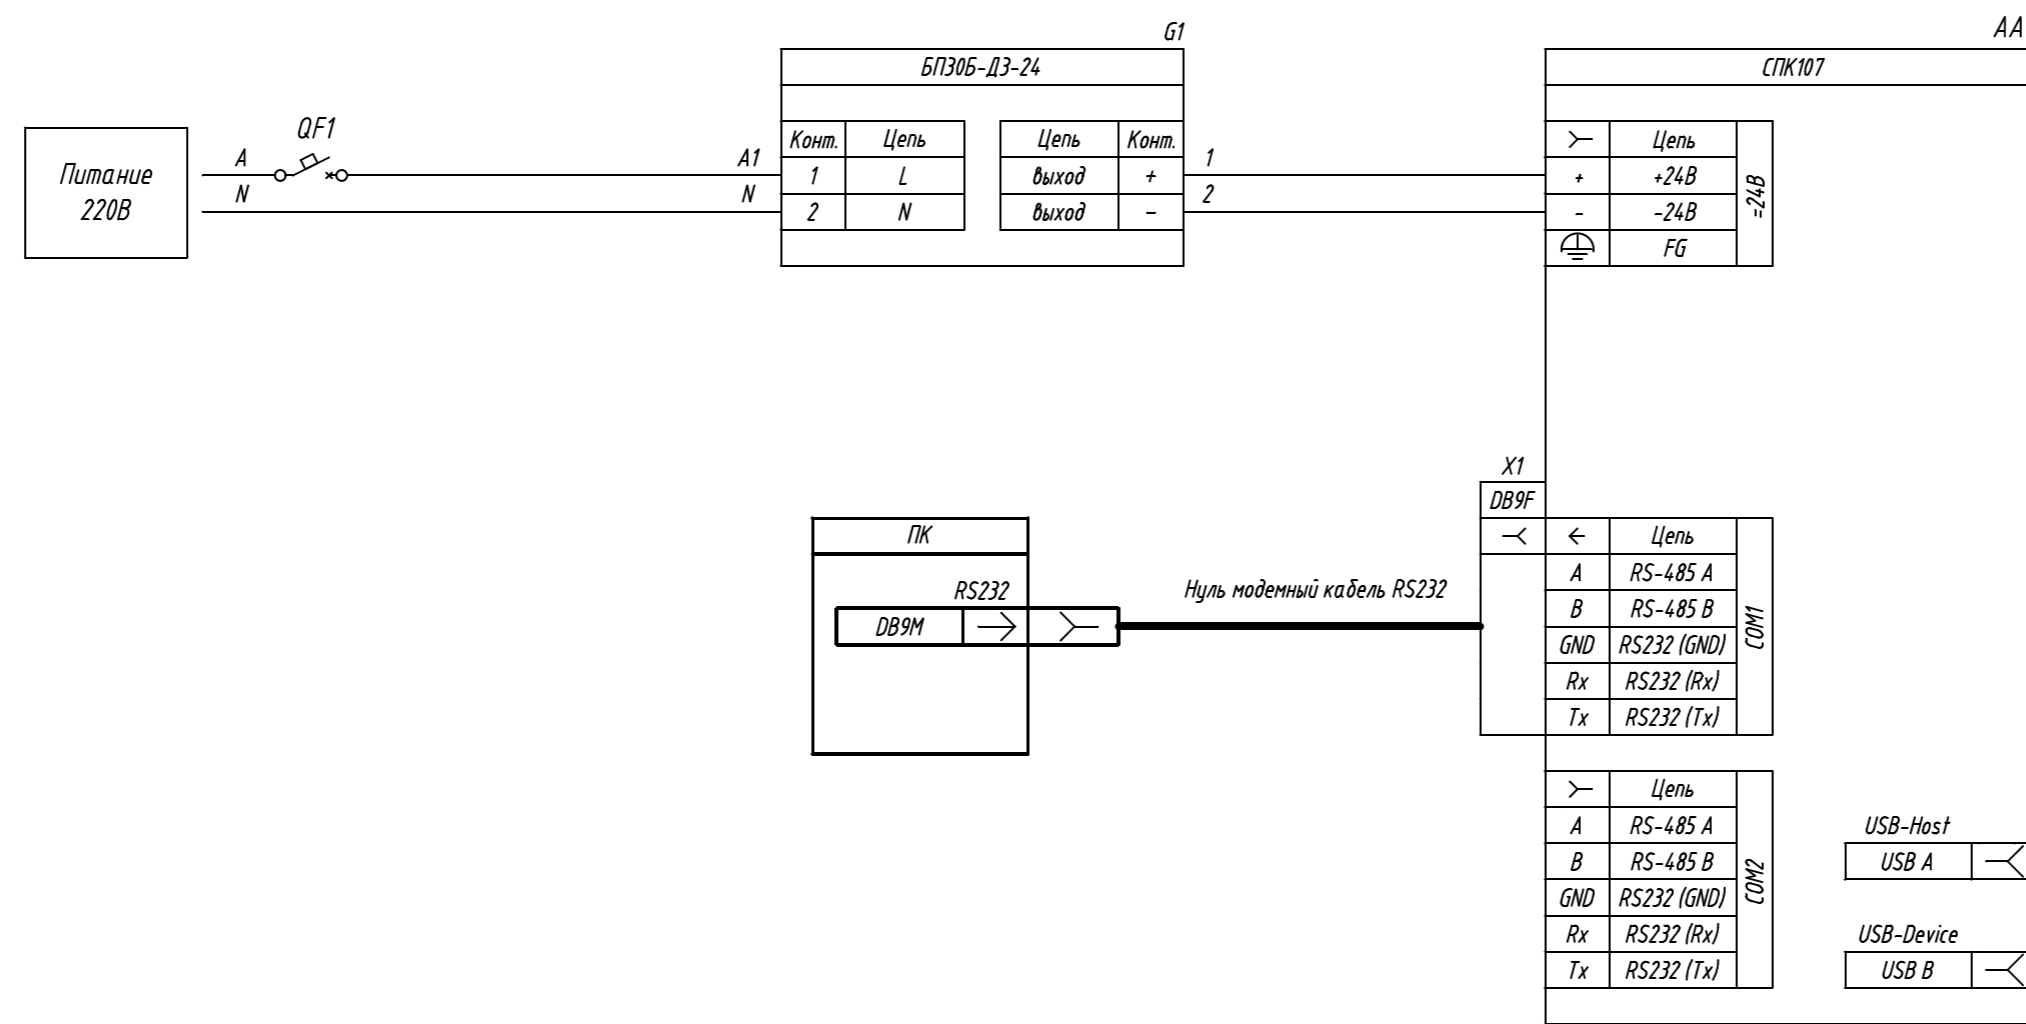 G1
AA
БП30Б-Д3-24
СПК107
Питание
220В
A
QF1
N
A1
N
Конт. Цепь
1 L
2 N
Цепь Конт.
выход +
выход −
1
2
Цепь
+ +24В
- -24В
FG
=24В
X1
DB9F
ПК
RS232
DB9M
Нуль модемный кабель RS232
Цепь
A RS-485 A
B RS-485 B
GND RS232 (GND)
Rx RS232 (Rx)
Tx RS232 (Tx)
COM1
Цепь
A RS-485 A
B RS-485 B
GND RS232 (GND)
Rx RS232 (Rx)
Tx RS232 (Tx)
COM2
USB-Host
USB A
USB-Device
USB B